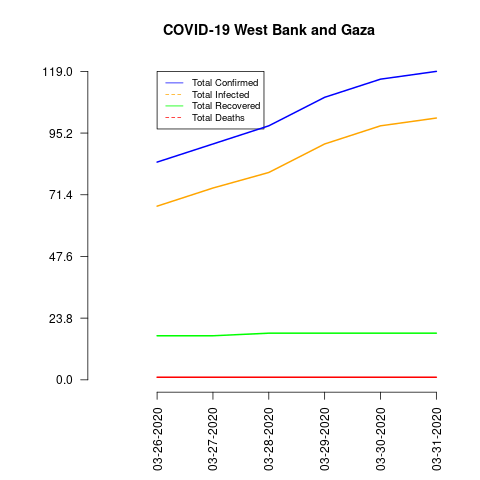 COVID-19 West Bank and Gaza
119.0
95.2
71.4
47.6
23.8
0.0
Total Confirmed
Total Infected
Total Recovered
Total Deaths
03-26-2020
03-27-2020
03-28-2020
03-29-2020
03-30-2020
03-31-2020